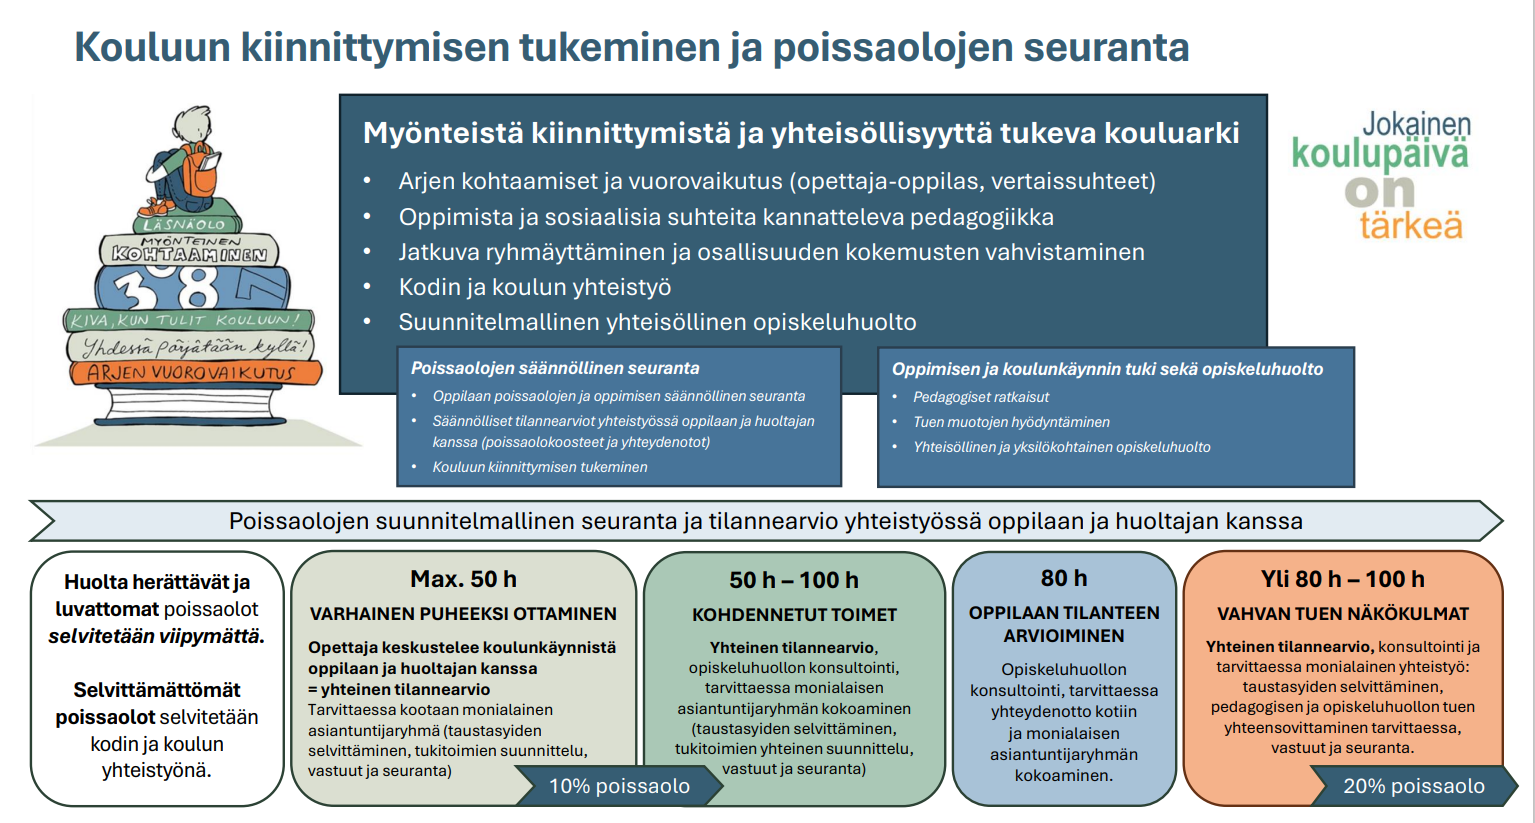 Kouluun kiinnittymisen tukeminen ja poissaolojen seuranta
LÄSNÄOLO
MYÖNTEINEN
KOHTAAMINEN
387
KIVA, KUN TULIT KOULUUN!
Yhdessä pärjätään kyllä!
ARJEN VUOROVAIKUTUS
Myönteistä kiinnittymistä ja yhteisöllisyyttä tukeva kouluarki
• Arjen kohtaamiset ja vuorovaikutus (opettaja-oppilas, vertaissuhteet)
• Oppimista ja sosiaalisia suhteita kannatteleva pedagogiikka
• Jatkuva ryhmäyttäminen ja osallisuuden kokemusten vahvistaminen
• Kodin ja koulun yhteistyö
• Suunnitelmallinen yhteisöllinen opiskeluhuolto
Jokainen
koulupäivä
on
tärkeä
Poissaolojen säännöllinen seuranta
• Oppilaan poissaolojen ja oppimisen säännöllinen seuranta
• Säännölliset tilannearviot yhteistyössä oppilaan ja huoltajan
kanssa (poissaolokoosteet ja yhteydenotot)
• Kouluun kiinnittymisen tukeminen
Oppimisen ja koulunkäynnin tuki sekä opiskeluhuolto
• Pedagogiset ratkaisut
• Tuen muotojen hyödyntäminen
• Yhteisöllinen ja yksilökohtainen opiskeluhuolto
Poissaolojen suunnitelmallinen seuranta ja tilannearvio yhteistyössä oppilaan ja huoltajan kanssa
Huolta herättävät ja
luvattomat poissaolot
selvitetään viipymättä.
Selvittämättömät
poissaolot selvitetään
kodin ja koulun
yhteistyönä.
Max. 50 h
VARHAINEN PUHEEKSI OTTAMINEN
Opettaja keskustelee koulunkäynnistä
oppilaan ja huoltajan kanssa
= yhteinen tilannearvio
Tarvittaessa kootaan monialainen
asiantuntijaryhmä (taustasyiden
selvittäminen, tukitoimien suunnittelu,
vastuut ja seuranta)
10% poissaolo
50 h – 100 h
KOHDENNETUT TOIMET
Yhteinen tilannearvio,
opiskeluhuollon konsultointi,
tarvittaessa monialaisen
asiantuntijaryhmän kokoaminen
(taustasyiden selvittäminen,
tukitoimien yhteinen suunnittelu,
vastuut ja seuranta)
80 h
OPPILAAN TILANTEEN
ARVIOIMINEN
Opiskeluhuollon
konsultointi, tarvittaessa
yhteydenotto kotiin
ja monialaisen
asiantuntijaryhmän
kokoaminen.
Yli 80 h – 100 h
VAHVAN TUEN NÄKÖKULMAT
Yhteinen tilannearvio, konsultointi ja
tarvittaessa monialainen yhteistyö:
taustasyiden selvittäminen,
pedagogisen ja opiskeluhuollon tuen
yhteensovittaminen tarvittaessa,
vastuut ja seuranta.
20% poissaolo